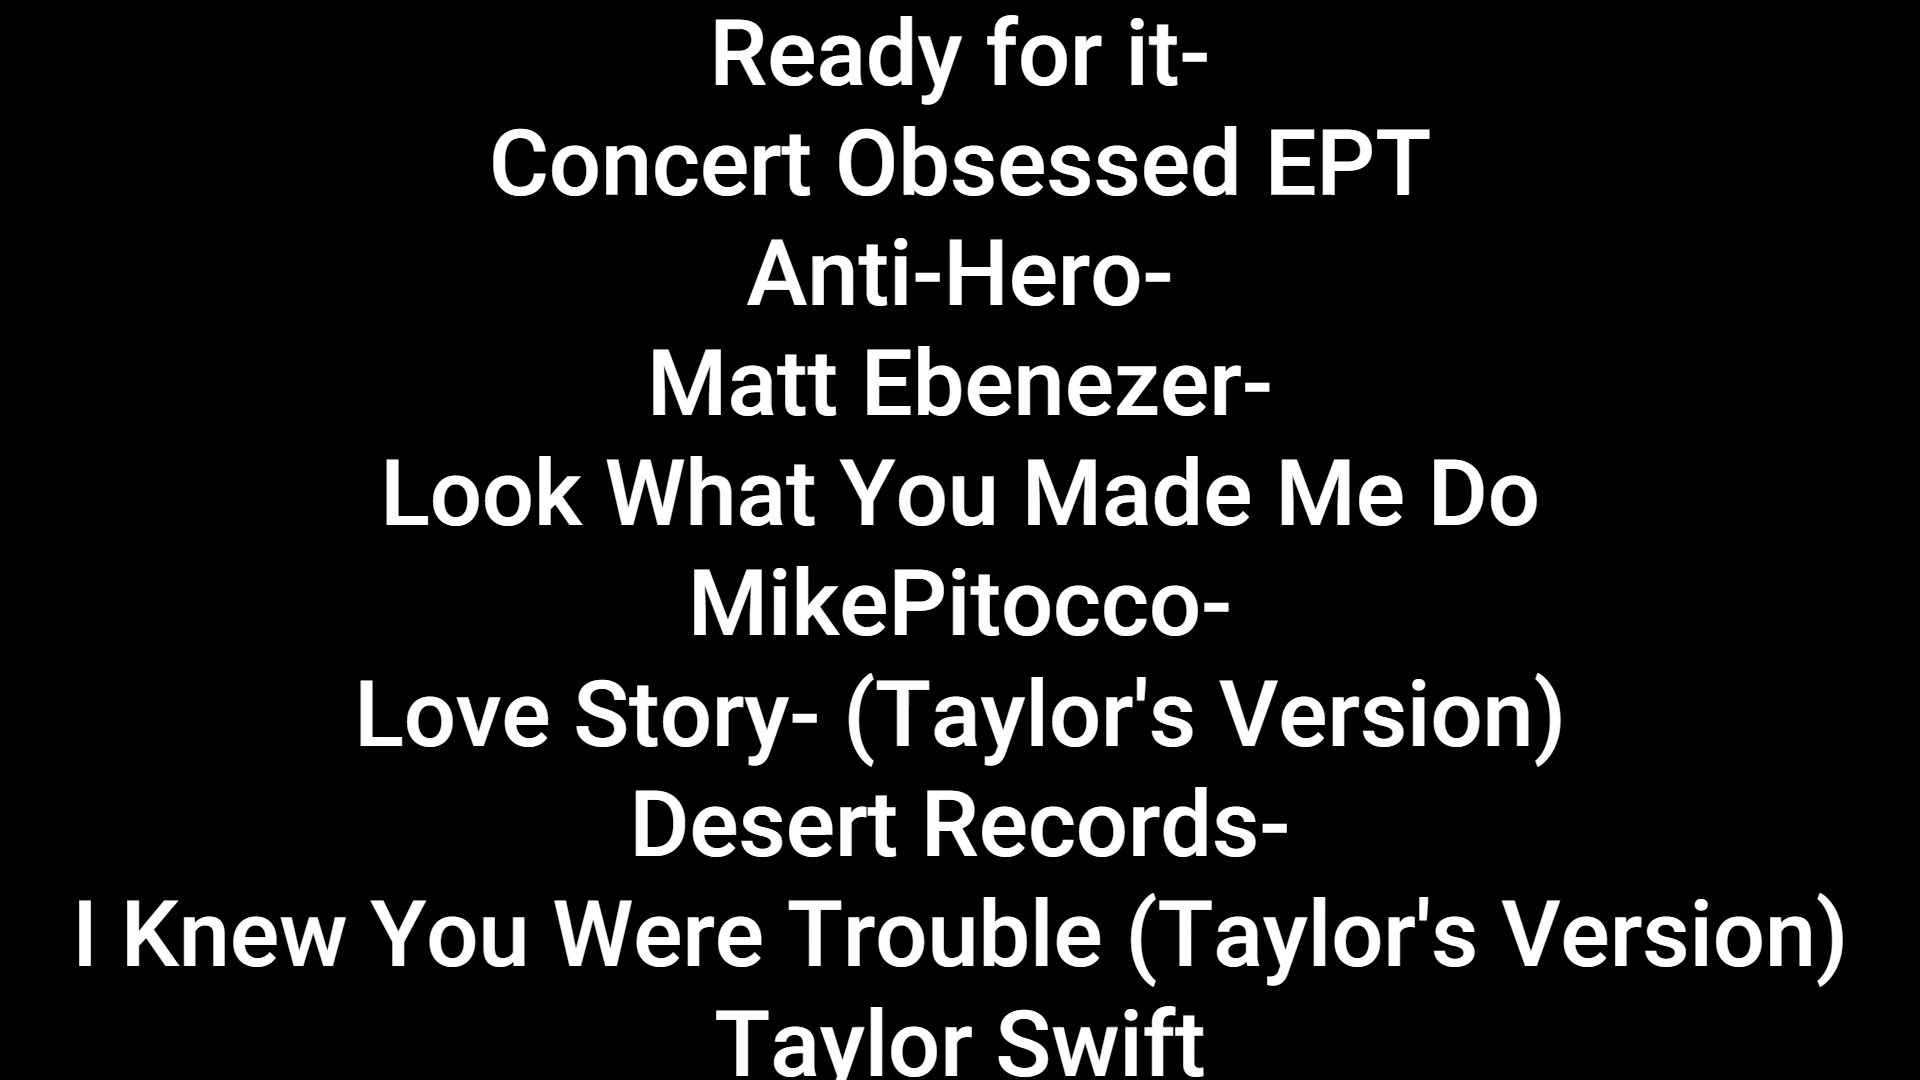 Ready for it-
Concert Obsessed EPT
Anti-Hero-
Matt Ebenezer-
Look What You Made Me Do
MikePitocco-
Love Story- (Taylor's Version)
Desert Records-
I Knew You Were Trouble (Taylor's Version)
Taylor Swift